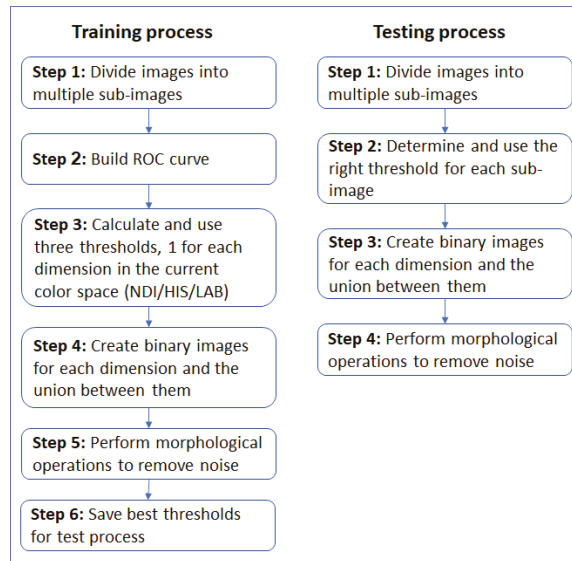 Training process
Step 1: Divide images into
multiple sub-images
Step 2: Build ROC curve
Step 3: Calculate and use
three thresholds, 1 for each
dimension in the current
color space (NDI/HIS/LAB)
Step 4: Create binary images
for each dimension and the
union between them
Step 5: Perform morphological
operations to remove noise
Step 6: Save best thresholds
for test process
Testing process
Step 1: Divide images into
multiple sub-images
Step 2: Determine and use the
right threshold for each sub-
image
Step 3: Create binary images
for each dimension and the
union between them
Step 4: Perform morphological
operations to remove noise